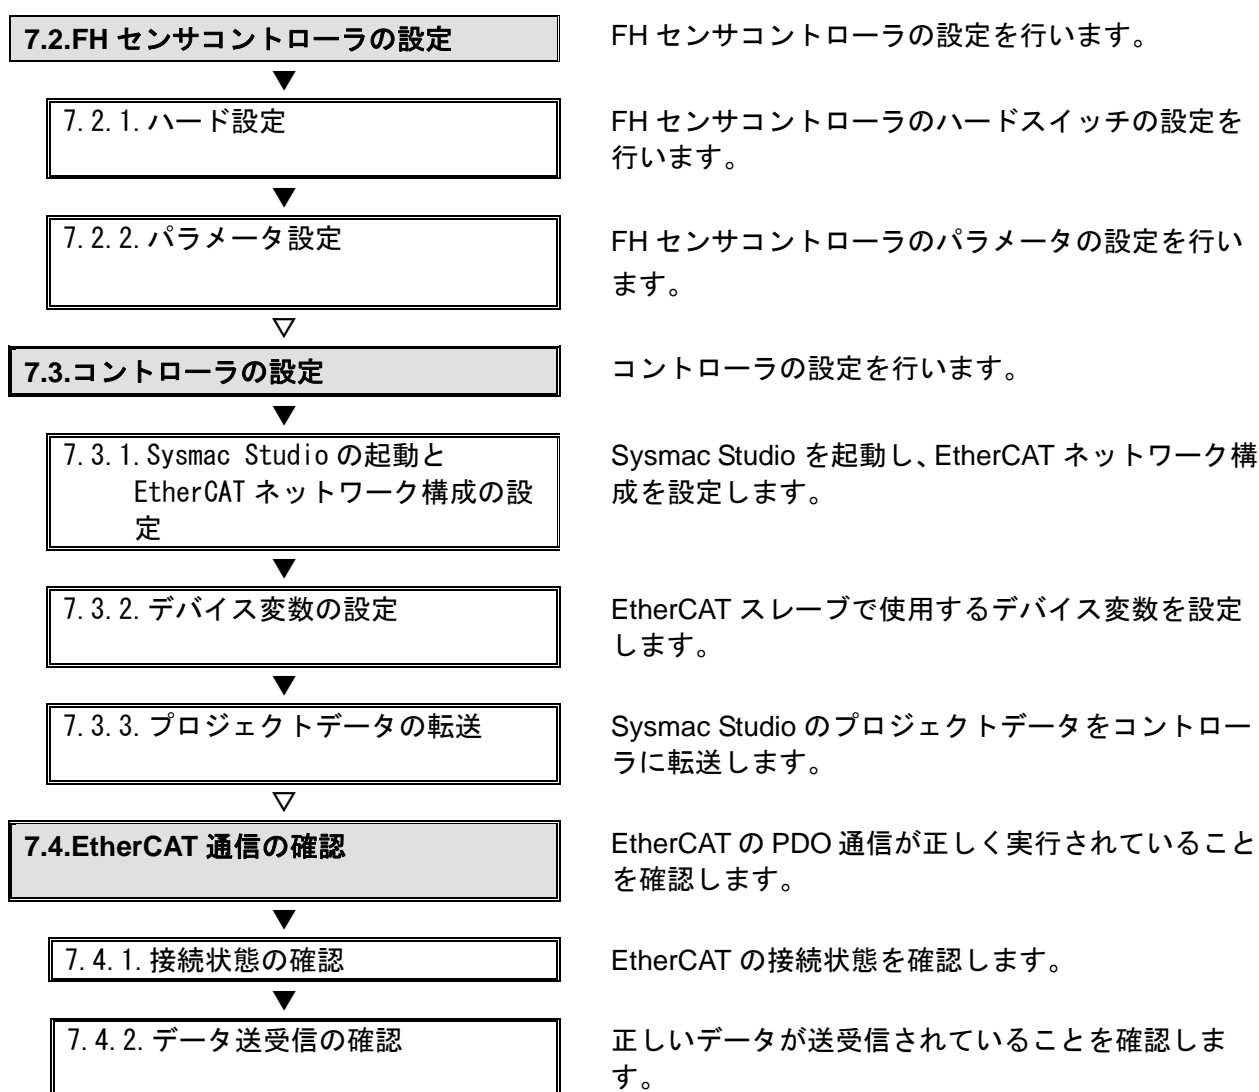 7.2.FH センサコントローラの設定
FH センサコントローラの設定を行います。
▼
7.2.1.ハード設定
FH センサコントローラのハードスイッチの設定を
行います。
▼
7.2.2.パラメータ設定
FH センサコントローラのパラメータの設定を行い
ます。
▽
7.3.コントローラの設定
コントローラの設定を行います。
▼
7.3.1.Sysmac Studio の起動と
EtherCAT ネットワーク構成の設
定
Sysmac Studio を起動し、EtherCAT ネットワーク構
成を設定します。
▼
7.3.2.デバイス変数の設定
EtherCAT スレーブで使用するデバイス変数を設定
します。
▼
7.3.3.プロジェクトデータの転送
Sysmac Studio のプロジェクトデータをコントロー
ラに転送します。
▽
7.4.EtherCAT 通信の確認
EtherCAT の PDO 通信が正しく実行されていること
を確認します。
▼
7.4.1.接続状態の確認
EtherCAT の接続状態を確認します。
▼
7.4.2.データ送受信の確認
正しいデータが送受信されていることを確認しま
す。